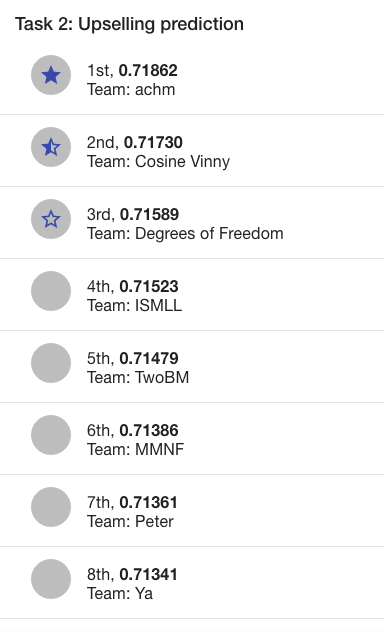 Task 2: Upselling prediction
1st, 0.71862
Team: achm
2nd, 0.71730
Team: Cosine Vinny
3rd, 0.71589
Team: Degrees of Freedom
4th, 0.71523
Team: ISMLL
5th, 0.71479
Team: TwoBM
6th, 0.71386
Team: MMNF
7th, 0.71361
Team: Peter
8th, 0.71341
Team: Ya